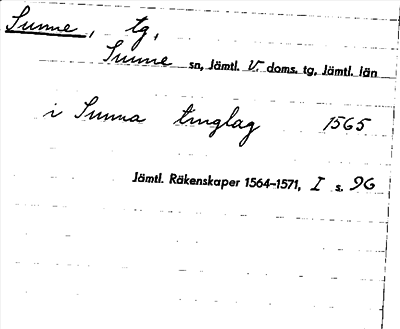 Sunne, tg,
Sunne sn, Jämtl. V. doms. tg, Jämtl. län
i Sunna tinglag 1565
Jämtl. Räkenskaper 1564-1571, I s. 96